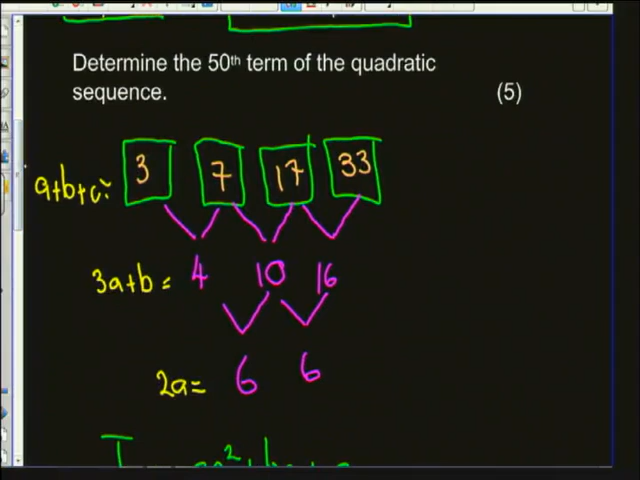 Determine the 50th term of the quadratic
sequence. (5)
a+b+c= 3 7 17 33
3a+b = 4 10 16
2a= 6 6